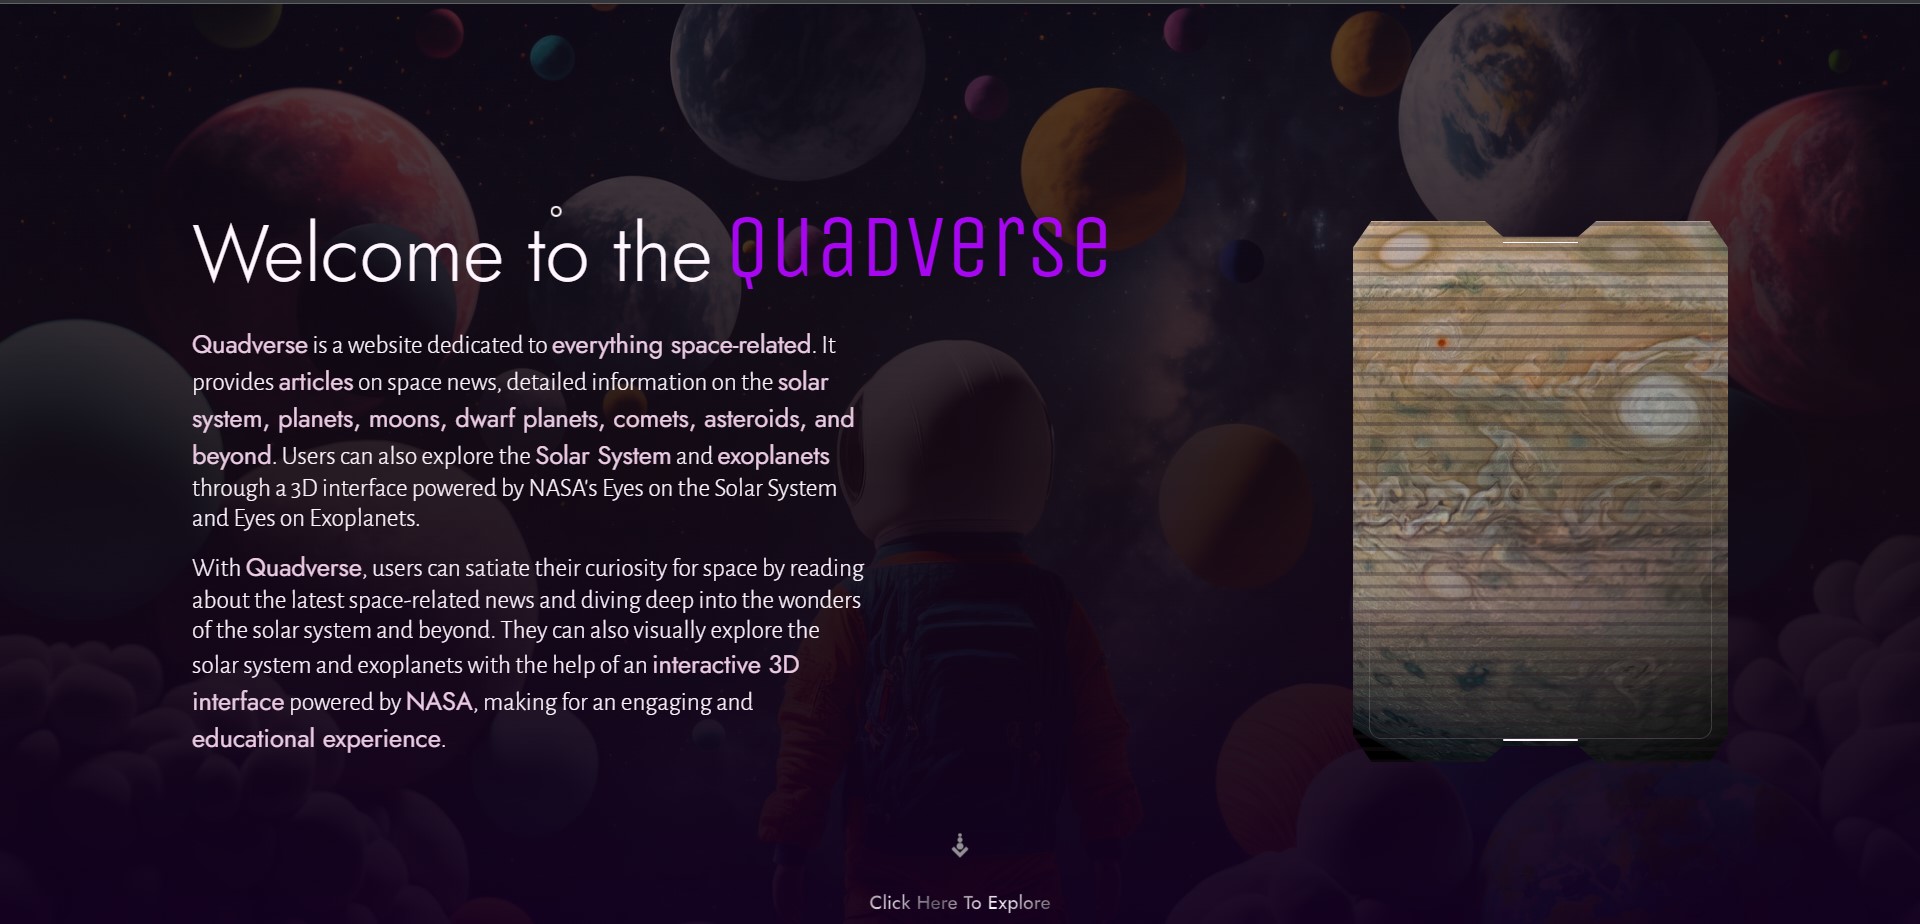 Welcome to the QUaDVerse
Quadverse is a website dedicated to everything space-related. It
provides articles on space news, detailed information on the solar
system, planets, moons, dwarf planets, comets, asteroids, and
beyond. Users can also explore the Solar System and exoplanets
through a 3D interface powered by NASA's Eyes on the Solar System
and Eyes on Exoplanets.
With Quadverse, users can satiate their curiosity for space by reading
about the latest space-related news and diving deep into the wonders
of the solar system and beyond. They can also visually explore the
solar system and exoplanets with the help of an interactive 3D
interface powered by NASA, making for an engaging and
educational experience.
Click Here To Explore